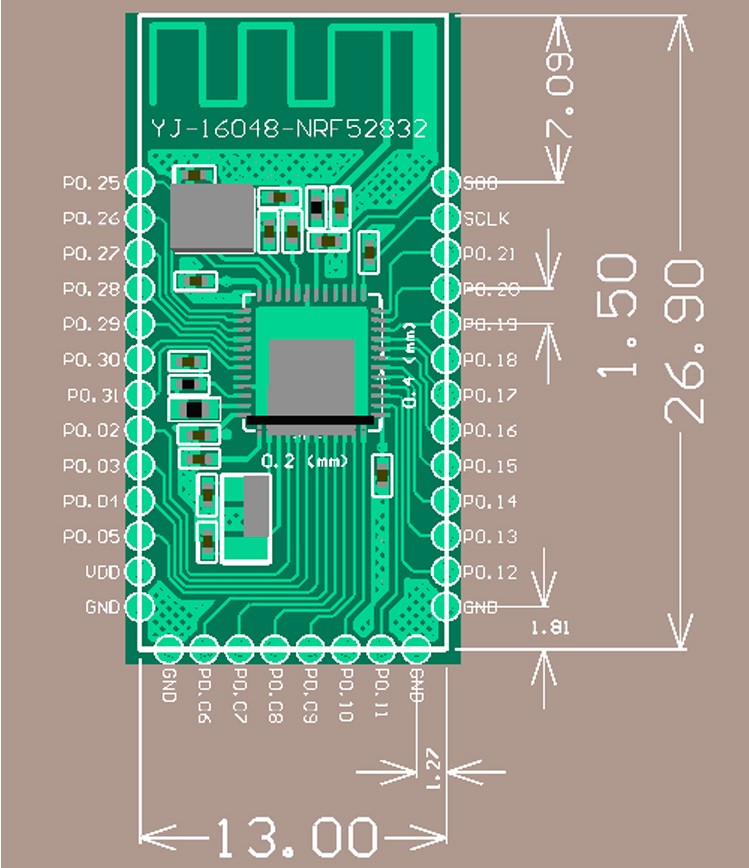 YJ-16048-NRF52832
P0.25
P0.26
P0.27
P0.28
P0.29
P0.30
P0.31
P0.02
P0.03
P0.04
P0.05
VDD
GND
SCLK
P0.21
P0.20
P0.19
P0.18
P0.17
P0.16
P0.15
P0.14
P0.13
P0.12
GND
GND
P0.06
P0.07
P0.08
P0.09
P0.10
P0.11
GND
0.4 (mm)
0.2 (mm)
7.09
1.50
26.90
1.81
1.27
13.00